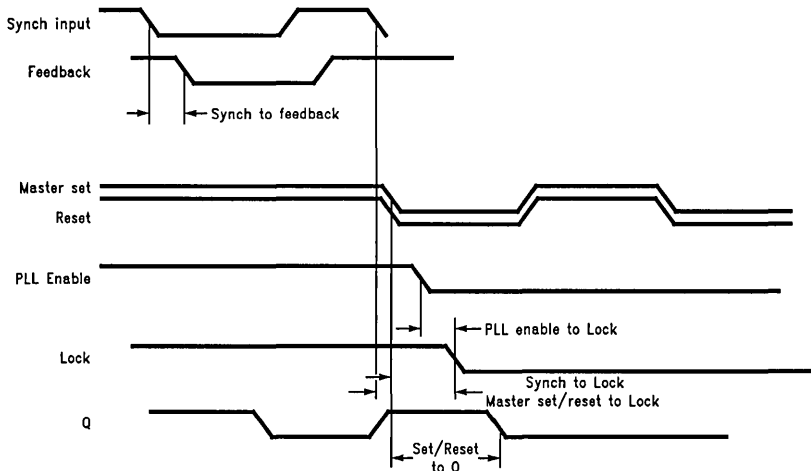 Synch input
Feedback
Synch to feedback
Master set
Reset
PLL Enable
PLL enable to Lock
Lock
Synch to Lock
Master set/reset to Lock
Q
Set/Reset
to Q